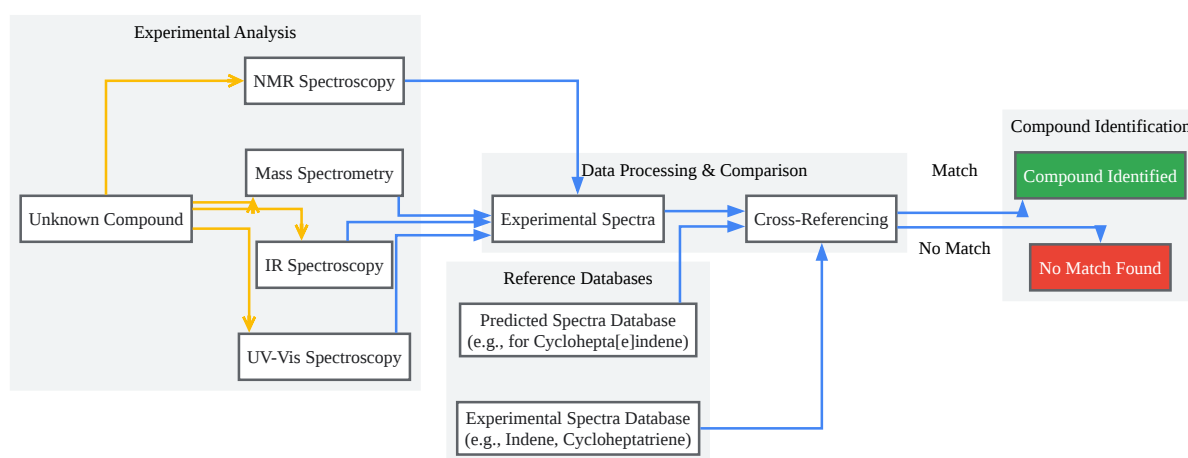 Experimental Analysis
NMR Spectroscopy
Mass Spectrometry
Unknown Compound
IR Spectroscopy
UV-Vis Spectroscopy
Data Processing & Comparison
Experimental Spectra
Cross-Referencing
Reference Databases
Predicted Spectra Database
(e.g., for Cyclohepta[e]indene)
Experimental Spectra Database
(e.g., Indene, Cycloheptatriene)
Match
No Match
Compound Identification
Compound Identified
No Match Found